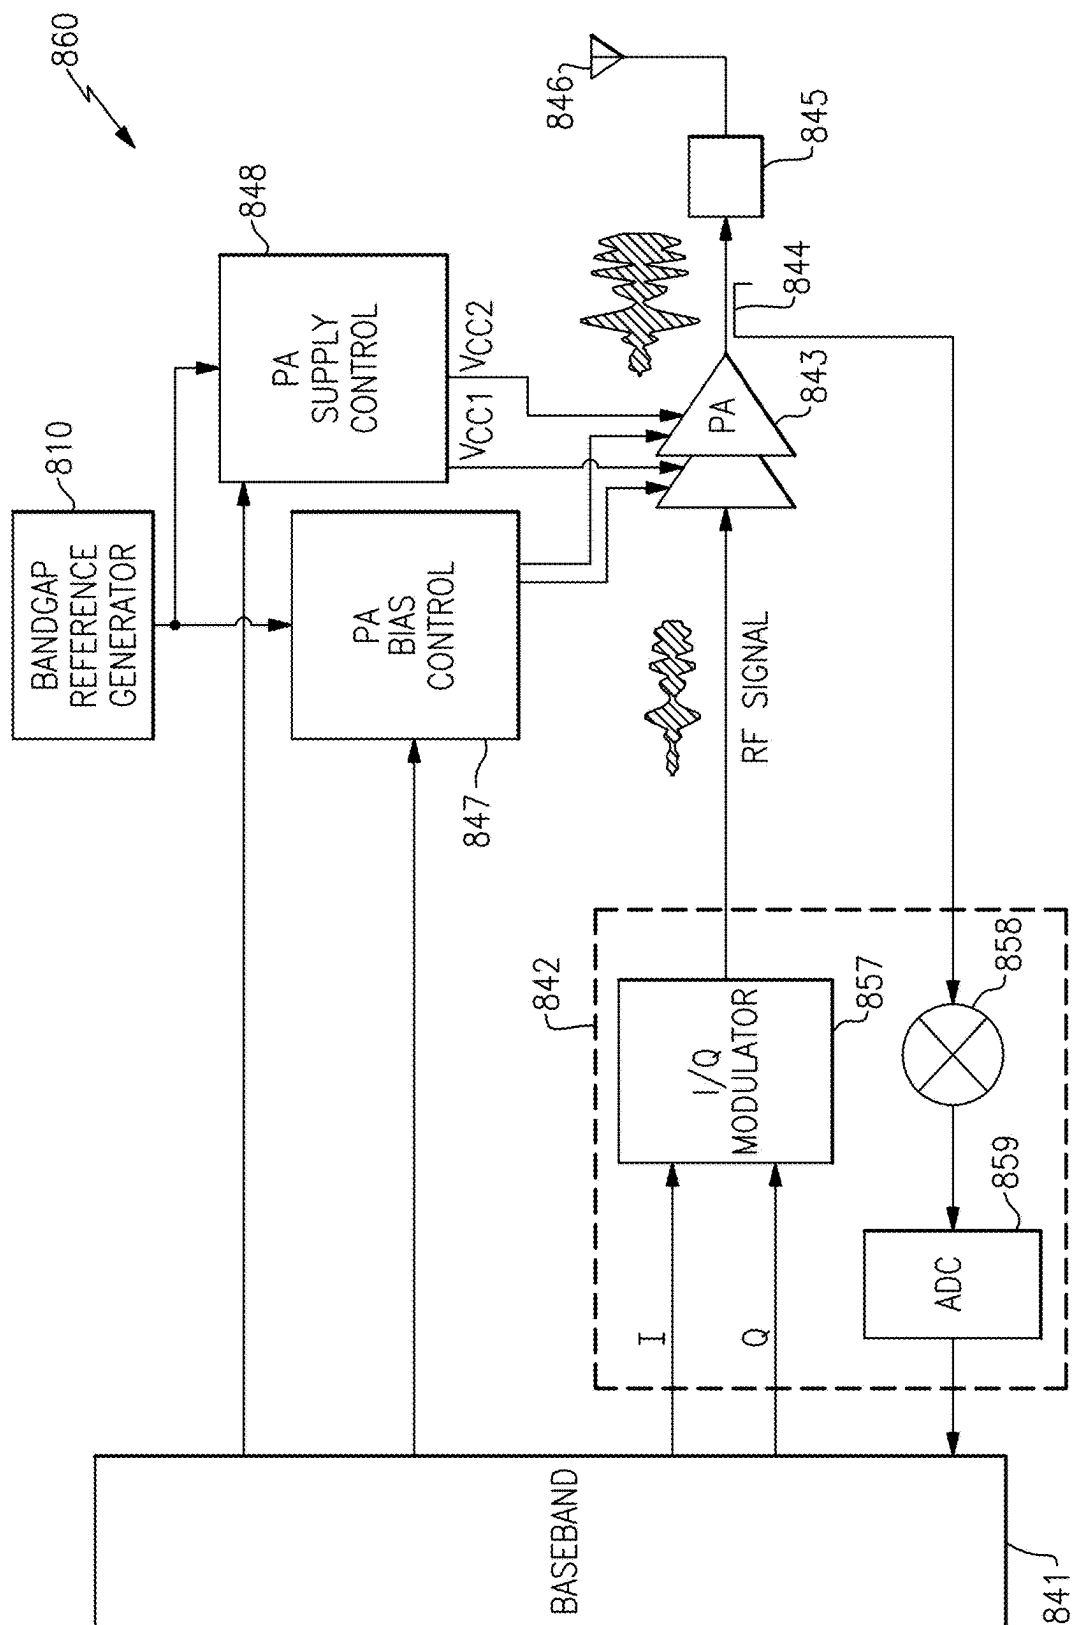 860
BANDGAP
REFERENCE
GENERATOR
810
PA
SUPPLY
CONTROL
848
PA
BIAS
CONTROL
847
VCC1
VCC2
846
845
844
PA
843
RF SIGNAL
842
I/Q
MODULATOR
857
858
ADC
859
I
Q
BASEBAND
841